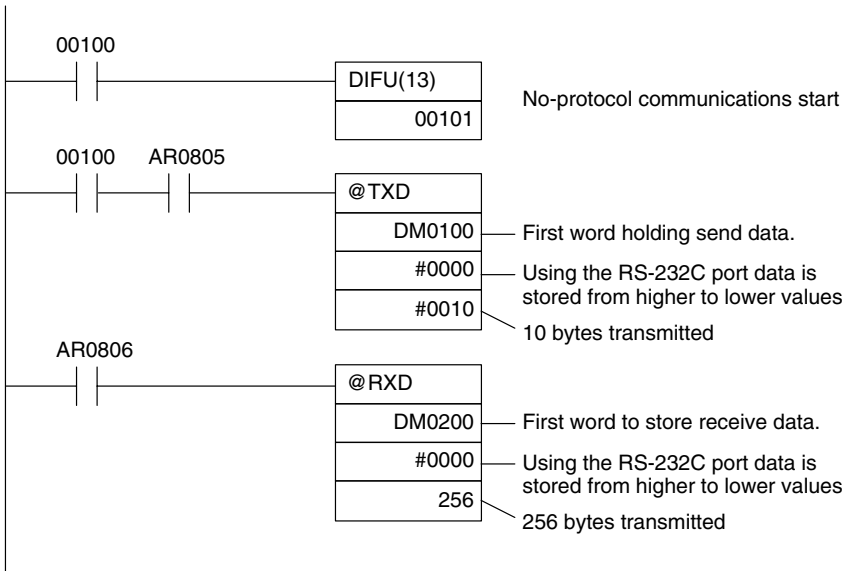 00100
DIFU(13)
00101
No-protocol communications start
00100 AR0805
@TXD
DM0100
First word holding send data.
#0000
Using the RS-232C port data is
stored from higher to lower values
#0010
10 bytes transmitted
AR0806
@RXD
DM0200
First word to store receive data.
#0000
Using the RS-232C port data is
stored from higher to lower values
256
256 bytes transmitted